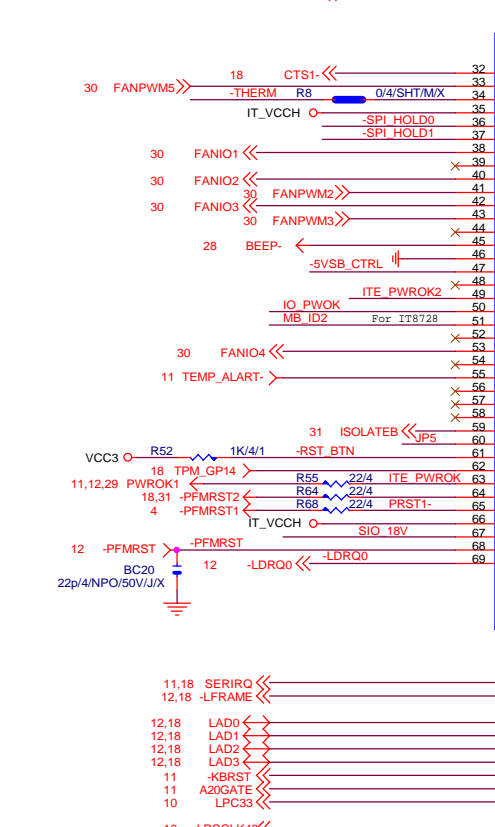 18 CTS1- 32
30 FANPWM5 33
-THERM R8 0/4/SHT/M/X 34
IT_VCCH 35
-SPI_HOLD0 36
-SPI_HOLD1 37
30 FANIO1 38
39
30 FANIO2 40
30 FANPWM2 41
30 FANIO3 42
30 FANPWM3 43
44
28 BEEP- 45
46
-5VSB_CTRL 47
48
ITE_PWROK2 49
IO_PWOK 50
MB_ID2 For IT8728 51
52
30 FANIO4 53
54
11 TEMP_ALART- 55
56
57
58
31 ISOLATEB 59
JP5 60
VCC3 R52 1K/4/1 -RST_BTN 61
18 TPM_GP14 62
11,12,29 PWROK1 R55 22/4 ITE_PWROK 63
18,31 -PFMRST2 R64 22/4 64
4 -PFMRST1 R68 22/4 PRST1- 65
IT_VCCH 66
SIO_18V 67
12 -PFMRST -PFMRST 68
12 -LDRQ0 -LDRQ0 69
BC20
22p/4/NPO/50V/J/X
11,18 SERIRQ
12,18 -LFRAME
12,18 LAD0
12,18 LAD1
12,18 LAD2
12,18 LAD3
11 -KBRST
11 A20GATE
10 LPC33